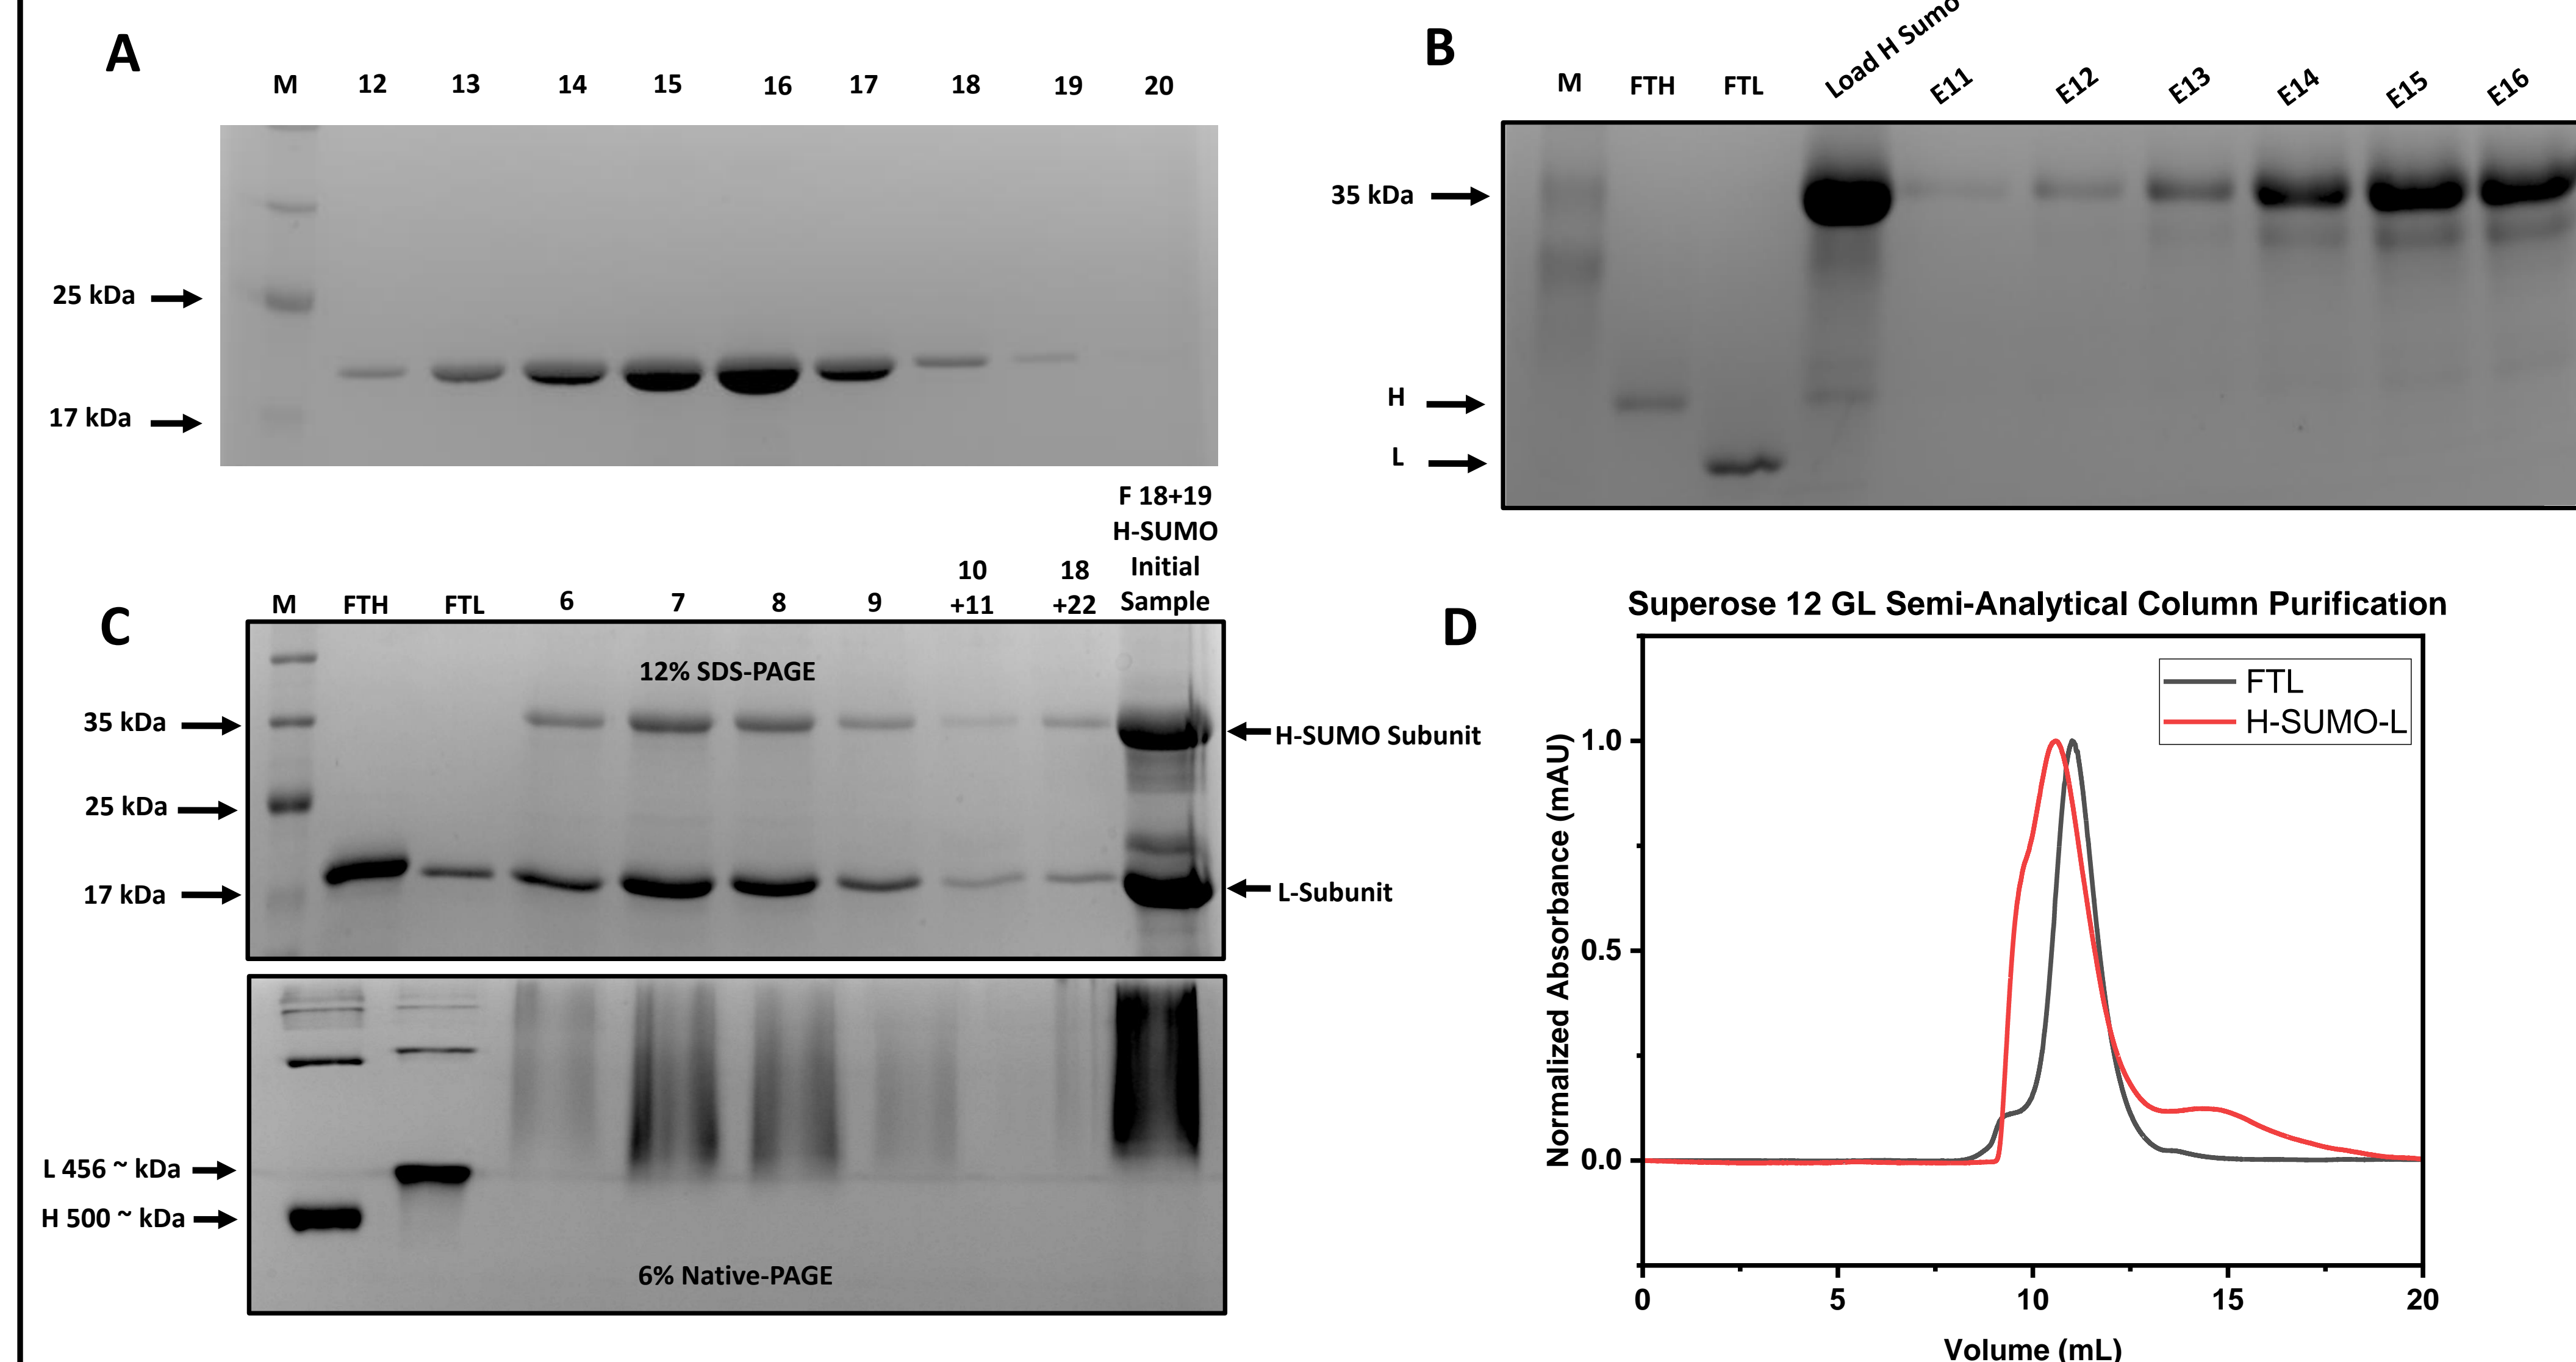 A
M 12 13 14 15 16 17 18 19 20
25 kDa
17 kDa
B
M FTH FTL Load H Sumo E11 E12 E13 E14 E15 E16
35 kDa
H
L
C
F 18+19
H-SUMO
Initial
Sample
10
+11
18
+22
M FTH FTL 6 7 8 9
12% SDS-PAGE
35 kDa
25 kDa
17 kDa
H-SUMO Subunit
L-Subunit
L 456 ~ kDa
H 500 ~ kDa
6% Native-PAGE
D
Superose 12 GL Semi-Analytical Column Purification
FTL
H-SUMO-L
Normalized Absorbance (mAU)
1.0
0.5
0.0
0 5 10 15 20
Volume (mL)